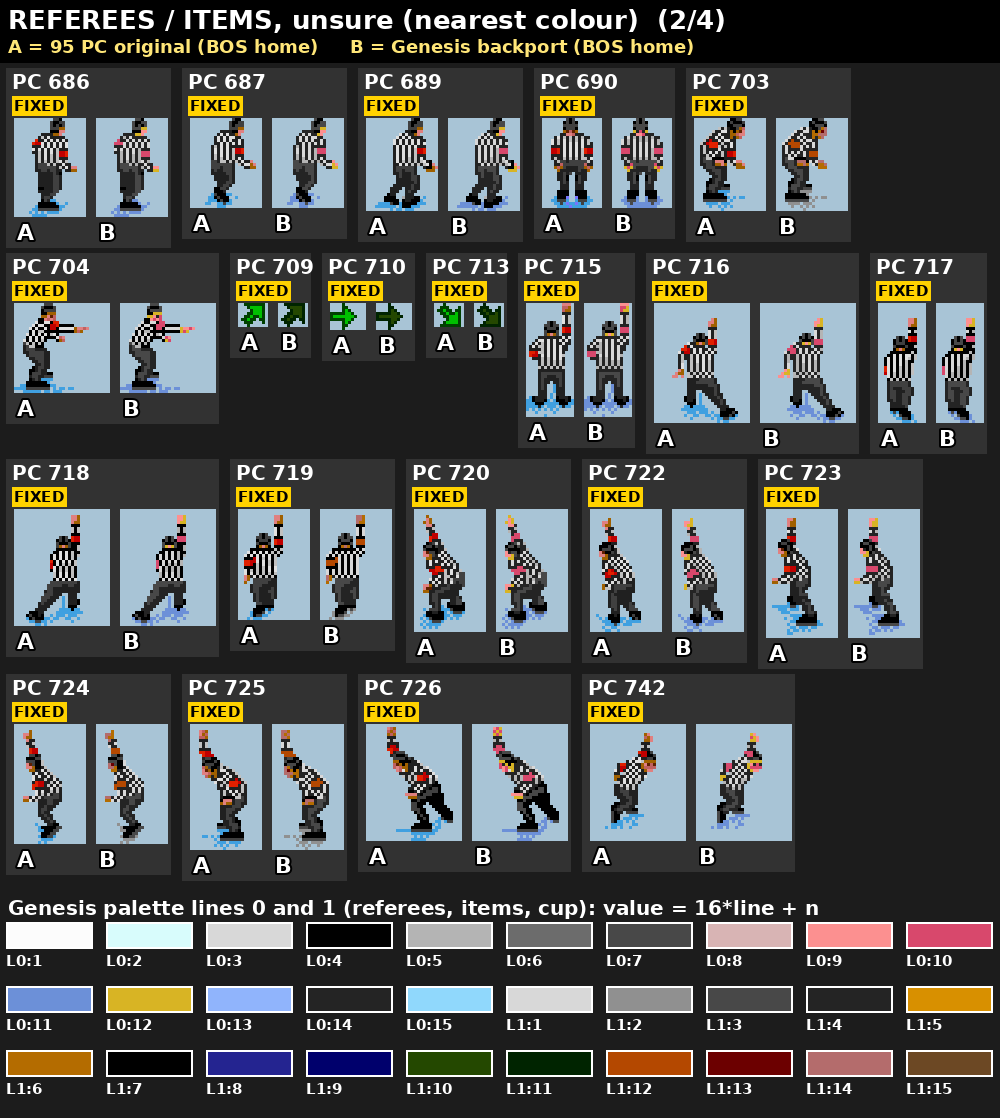 REFEREES / ITEMS, unsure (nearest colour)  (2/4)
A = 95 PC original (BOS home)     B = Genesis backport (BOS home)
PC 686 PC 687 PC 689 PC 690 PC 703
FIXED FIXED FIXED FIXED FIXED
A B A B A B A B A B
PC 704 PC 709 PC 710 PC 713 PC 715 PC 716 PC 717
FIXED FIXED FIXED FIXED FIXED FIXED FIXED
A B A B A B A B A B A B A B
PC 718 PC 719 PC 720 PC 722 PC 723
FIXED FIXED FIXED FIXED FIXED
A B A B A B A B A B
PC 724 PC 725 PC 726 PC 742
FIXED FIXED FIXED FIXED
A B A B A B A B
Genesis palette lines 0 and 1 (referees, items, cup): value = 16*line + n
L0:1 L0:2 L0:3 L0:4 L0:5 L0:6 L0:7 L0:8 L0:9 L0:10
L0:11 L0:12 L0:13 L0:14 L0:15 L1:1 L1:2 L1:3 L1:4 L1:5
L1:6 L1:7 L1:8 L1:9 L1:10 L1:11 L1:12 L1:13 L1:14 L1:15